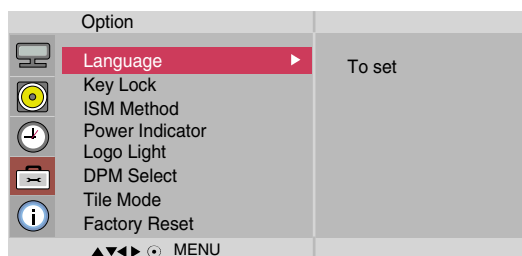 Option
Language ▶ To set
Key Lock
ISM Method
Power Indicator
Logo Light
DPM Select
Tile Mode
Factory Reset
▲▼◀▶ ⊙ MENU